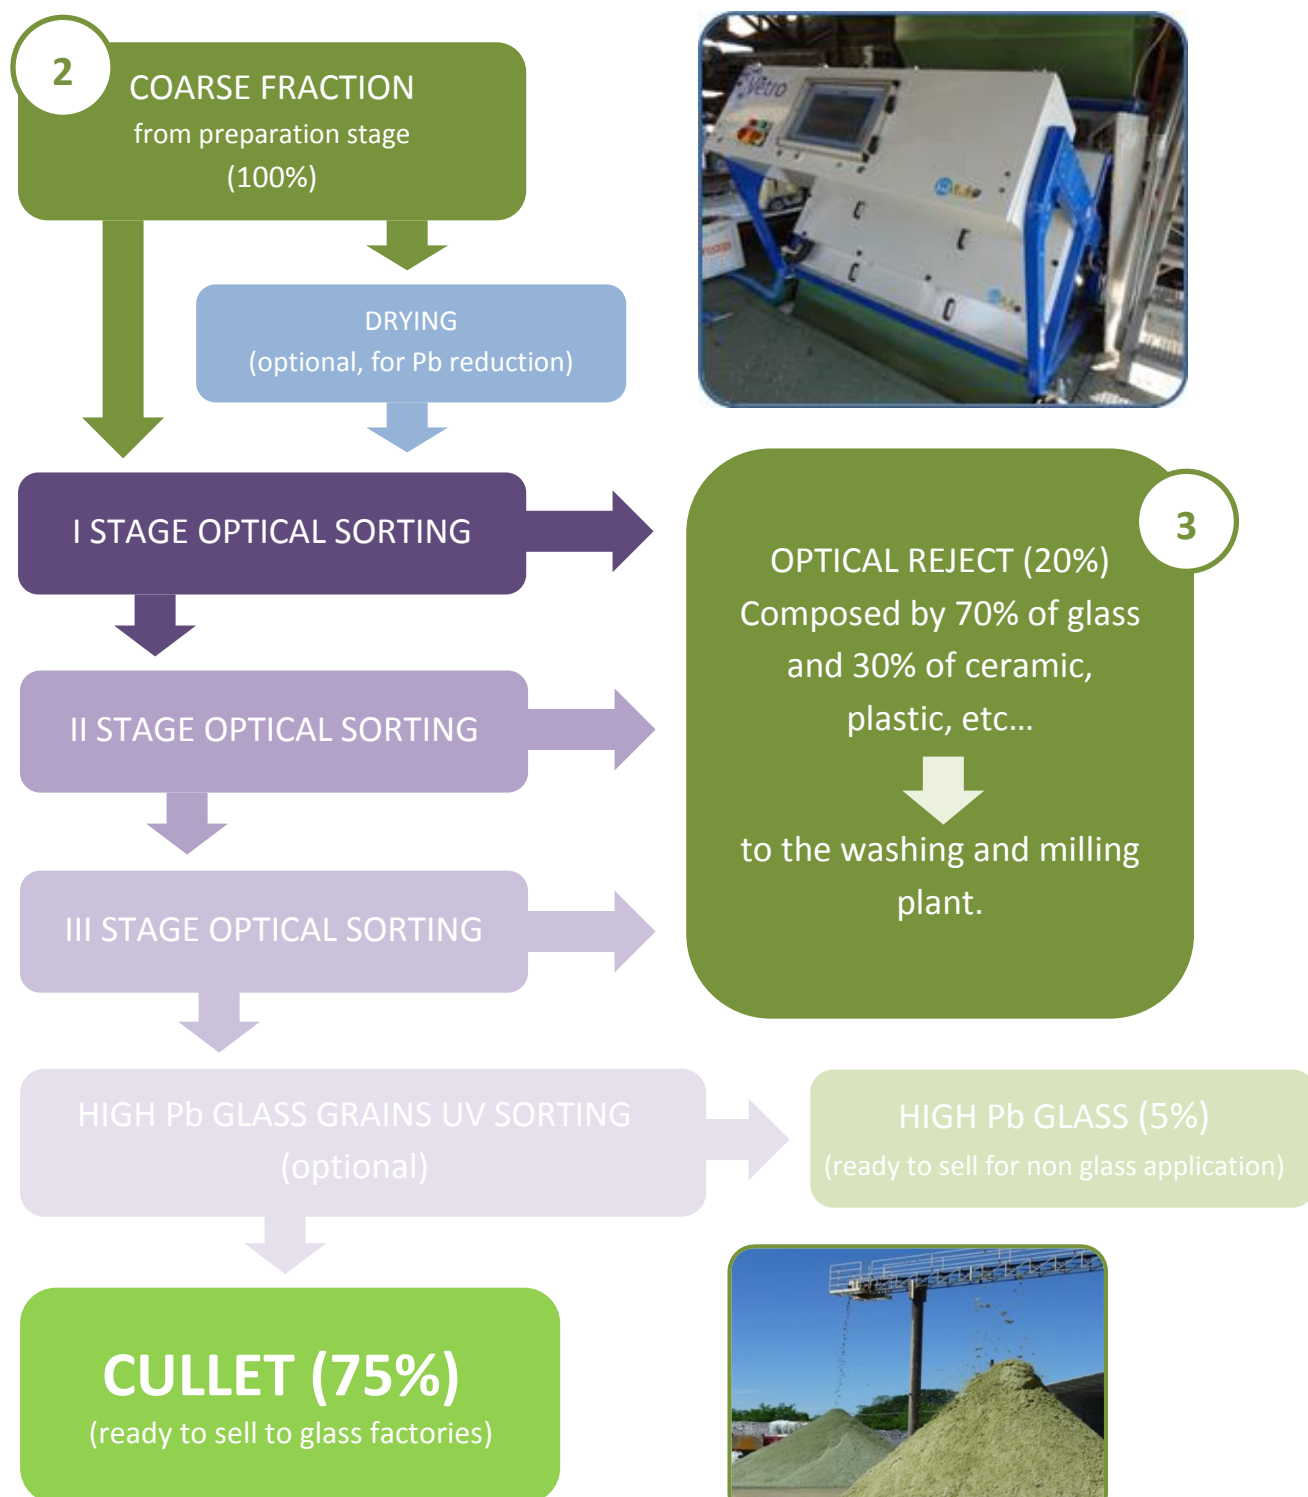 2
COARSE FRACTION
from preparation stage
(100%)
Vetro
DRYING
(optional, for Pb reduction)
I STAGE OPTICAL SORTING
3
OPTICAL REJECT (20%)
Composed by 70% of glass
and 30% of ceramic,
plastic, etc...
to the washing and milling
plant.
II STAGE OPTICAL SORTING
III STAGE OPTICAL SORTING
HIGH Pb GLASS GRAINS UV SORTING
(optional)
HIGH Pb GLASS (5%)
(ready to sell for non glass application)
CULLET (75%)
(ready to sell to glass factories)